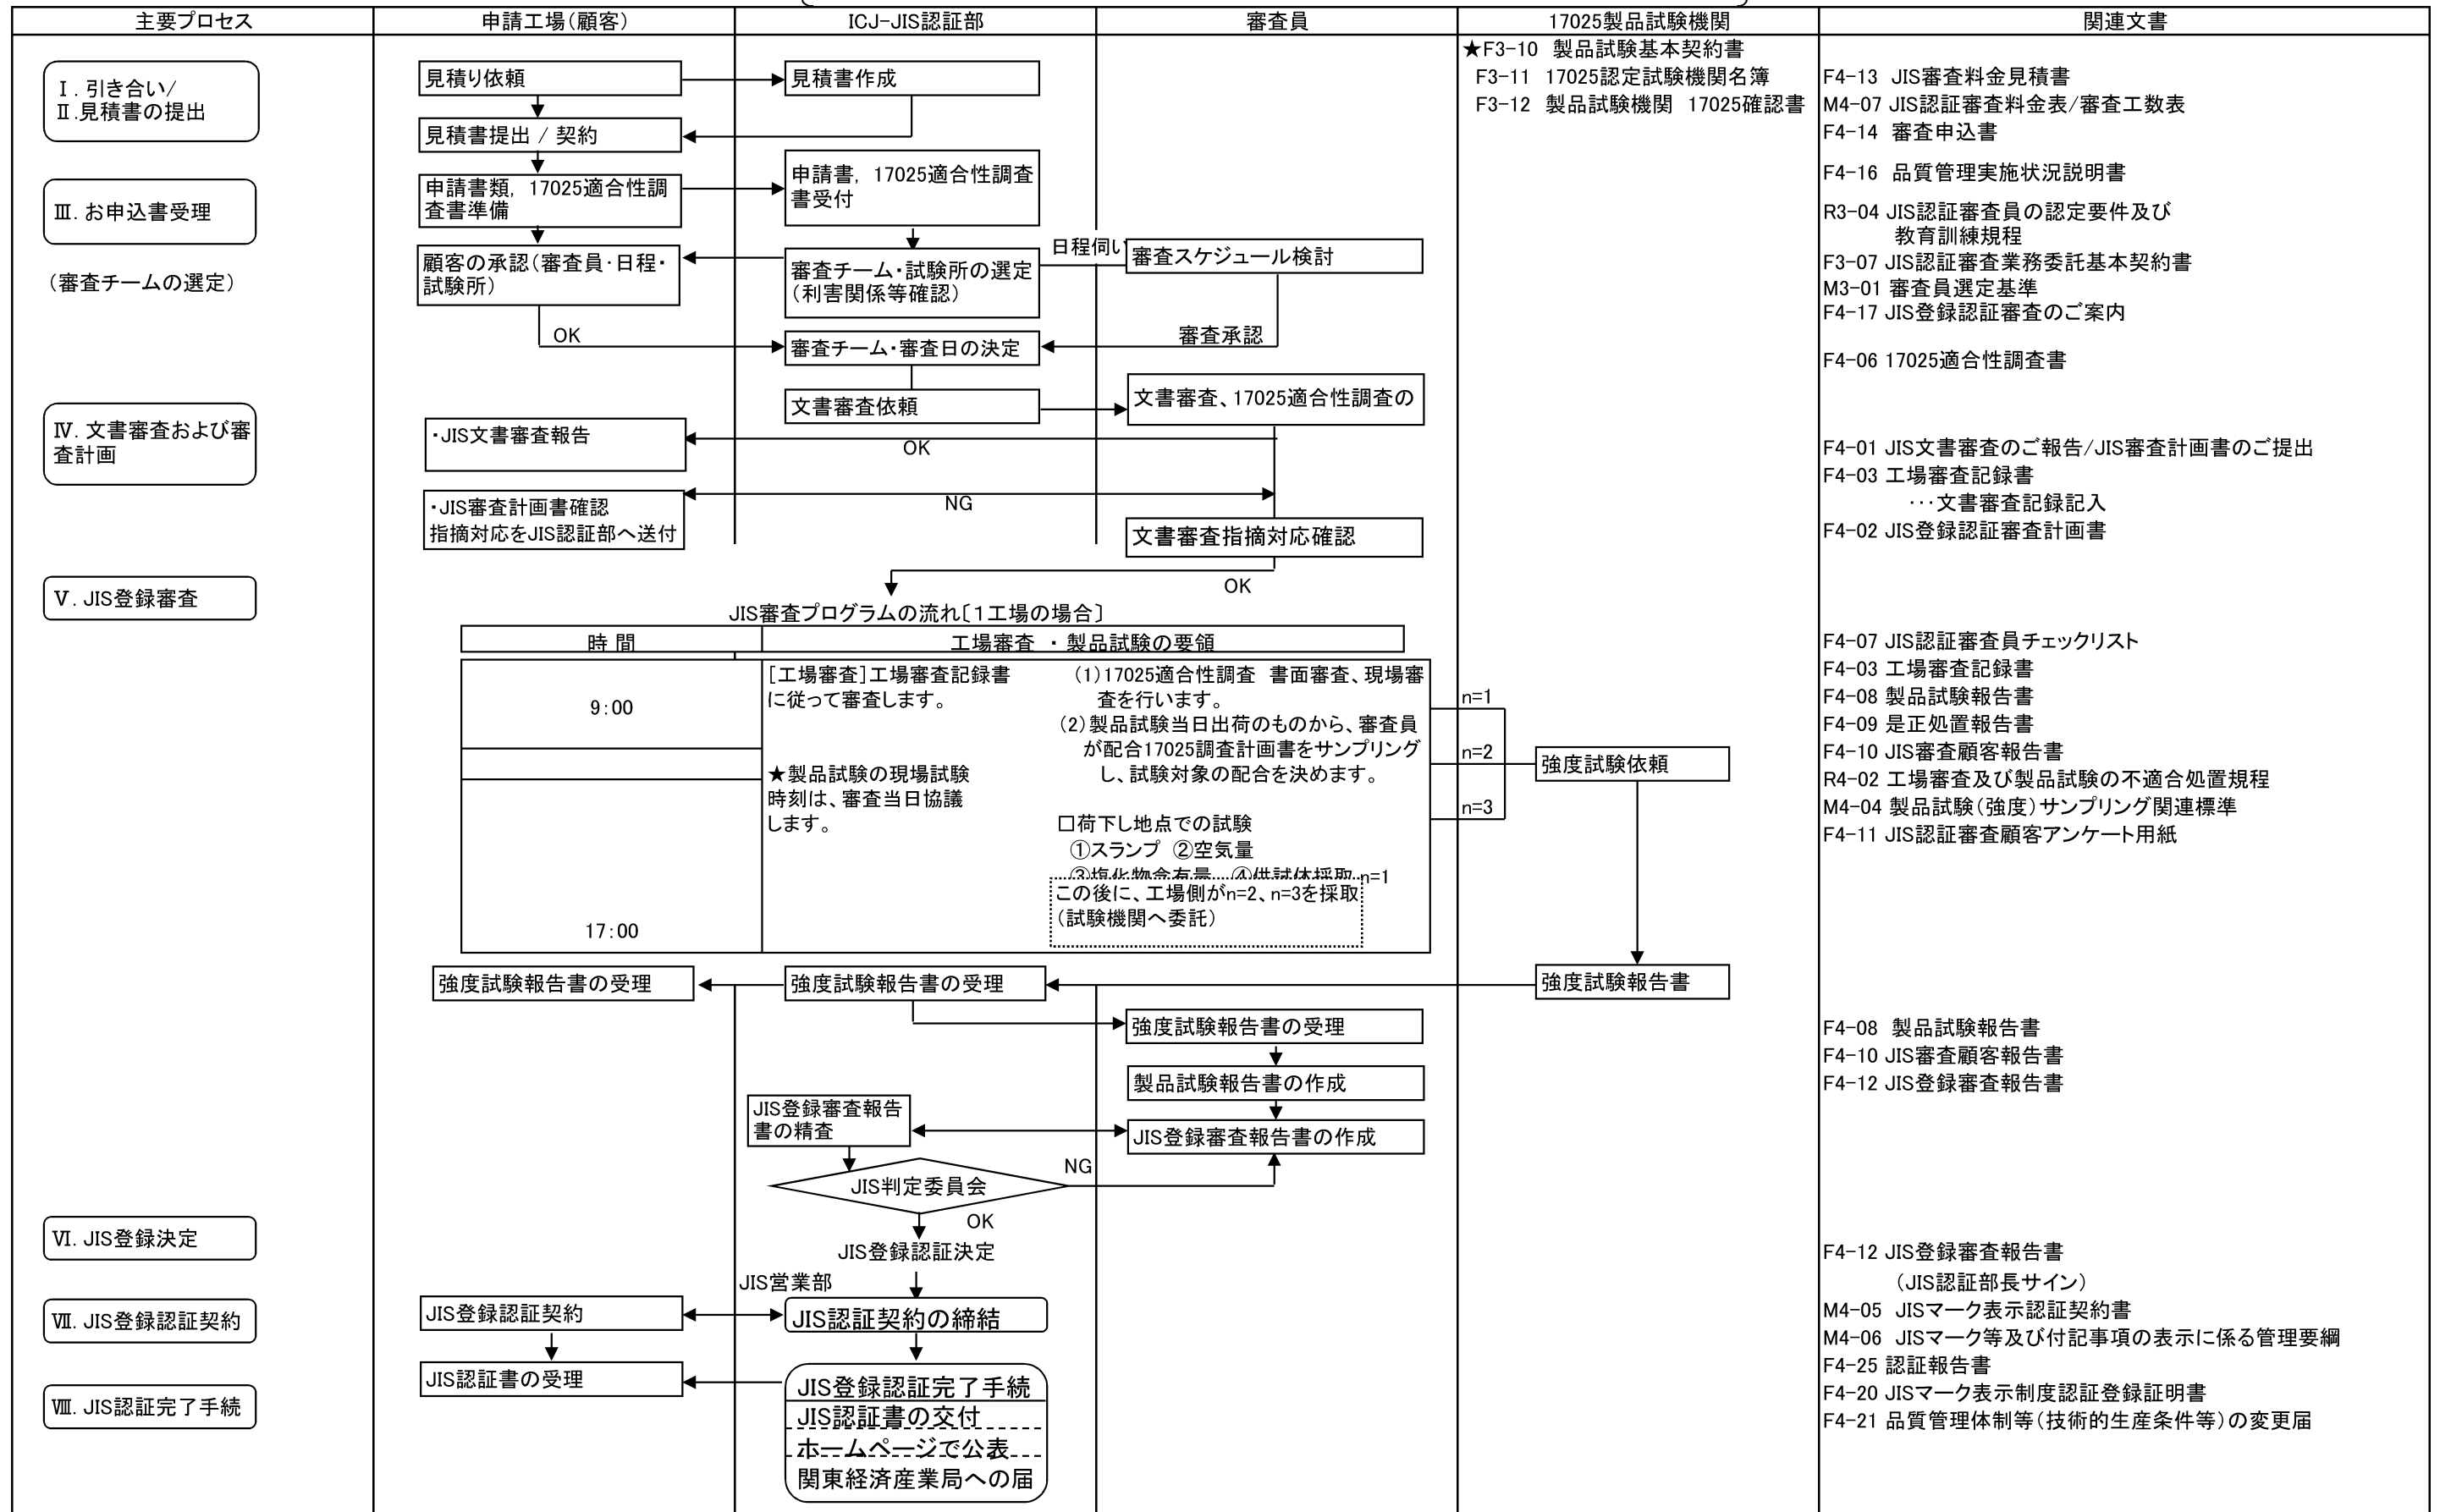 主要プロセス
申請工場(顧客)
ICJ-JIS認証部
審査員
17025製品試験機関
関連文書
Ⅰ. 引き合い/
Ⅱ.見積書の提出
見積り依頼
見積書作成
★F3-10 製品試験基本契約書
F3-11 17025認定試験機関名簿
F3-12 製品試験機関 17025確認書
F4-13 JIS審査料金見積書
M4-07 JIS認証審査料金表/審査工数表
F4-14 審査申込書
見積書提出 / 契約
Ⅲ. お申込書受理
申請書類, 17025適合性調
査書準備
申請書, 17025適合性調査
書受付
F4-16 品質管理実施状況説明書
R3-04 JIS認証審査員の認定要件及び
教育訓練規程
F3-07 JIS認証審査業務委託基本契約書
M3-01 審査員選定基準
F4-17 JIS登録認証審査のご案内
(審査チームの選定)
顧客の承認(審査員・日程・
試験所)
審査チーム・試験所の選定
(利害関係等確認)
日程伺い
審査スケジュール検討
OK
審査チーム・審査日の決定
審査承認
F4-06 17025適合性調査書
文書審査依頼
文書審査、17025適合性調査の
Ⅳ. 文書審査および審
査計画
・JIS文書審査報告
OK
F4-01 JIS文書審査のご報告/JIS審査計画書のご提出
F4-03 工場審査記録書
・・・文書審査記録記入
F4-02 JIS登録認証審査計画書
・JIS審査計画書確認
指摘対応をJIS認証部へ送付
NG
文書審査指摘対応確認
OK
Ⅴ. JIS登録審査
JIS審査プログラムの流れ〔1工場の場合〕
時 間
工場審査 ・ 製品試験の要領
9:00
[工場審査]工場審査記録書
に従って審査します。
★製品試験の現場試験
時刻は、審査当日協議
します。
(1)17025適合性調査 書面審査、現場審
査を行います。
(2)製品試験当日出荷のものから、審査員
が配合17025調査計画書をサンプリング
し、試験対象の配合を決めます。
□荷下し地点での試験
①スランプ ②空気量
③塩化物含有量 ④供試体採取 n=1
この後に、工場側がn=2、n=3を採取
(試験機関へ委託)
17:00
n=1
n=2
n=3
強度試験依頼
F4-07 JIS認証審査員チェックリスト
F4-03 工場審査記録書
F4-08 製品試験報告書
F4-09 是正処置報告書
F4-10 JIS審査顧客報告書
R4-02 工場審査及び製品試験の不適合処置規程
M4-04 製品試験(強度)サンプリング関連標準
F4-11 JIS認証審査顧客アンケート用紙
強度試験報告書の受理
強度試験報告書の受理
強度試験報告書
強度試験報告書の受理
製品試験報告書の作成
F4-08 製品試験報告書
F4-10 JIS審査顧客報告書
F4-12 JIS登録審査報告書
JIS登録審査報告
書の精査
JIS登録審査報告書の作成
JIS判定委員会
NG
OK
Ⅵ. JIS登録決定
JIS登録認証決定
F4-12 JIS登録審査報告書
(JIS認証部長サイン)
JIS営業部
Ⅶ. JIS登録認証契約
JIS登録認証契約
JIS認証契約の締結
M4-05 JISマーク表示認証契約書
M4-06 JISマーク等及び付記事項の表示に係る管理要綱
F4-25 認証報告書
F4-20 JISマーク表示制度認証登録証明書
F4-21 品質管理体制等(技術的生産条件等)の変更届
Ⅷ. JIS認証完了手続
JIS認証書の受理
JIS登録認証完了手続
JIS認証書の交付
ホームページで公表
関東経済産業局への届